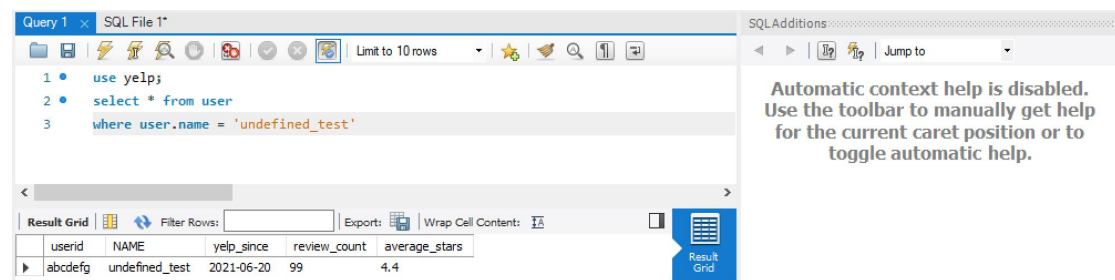 Query 1 SQL File 1*
Limit to 10 rows
1 use yelp;
2 select * from user
3 where user.name = 'undefined_test'
Result Grid Filter Rows: Export: Wrap Cell Content:
userid NAME yelp_since review_count average_stars
abcdefg undefined_test 2021-06-20 99 4.4
Result
Grid
SQLAdditions
Jump to
Automatic context help is disabled.
Use the toolbar to manually get help
for the current caret position or to
toggle automatic help.